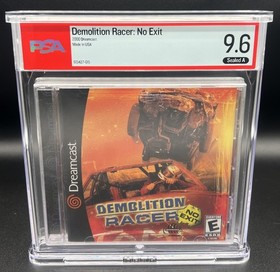 PSA
Demolition Racer: No Exit
2000 Dreamcast
Made in USA
9.6
Sealed A
Dreamcast
DEMOLITION
RACER
NO
EXIT
E